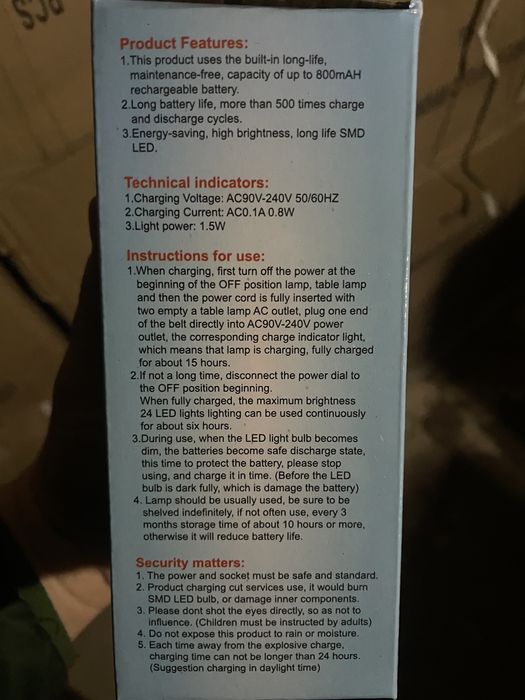 Product Features:
1.This product uses the built-in long-life,
maintenance-free, capacity of up to 800mAH
rechargeable battery.
2.Long battery life, more than 500 times charge
and discharge cycles.
3.Energy-saving, high brightness, long life SMD
LED.
Technical indicators:
1.Charging Voltage: AC90V-240V 50/60HZ
2.Charging Current: AC0.1A 0.8W
3.Light power: 1.5W
Instructions for use:
1.When charging, first turn off the power at the
beginning of the OFF position lamp, table lamp
and then the power cord is fully inserted with
two empty a table lamp AC outlet, plug one end
of the belt directly into AC90V-240V power
outlet, the corresponding charge indicator light,
which means that lamp is charging, fully charged
for about 15 hours.
2.If not a long time, disconnect the power dial to
the OFF position beginning.
When fully charged, the maximum brightness
24 LED lights lighting can be used continuously
for about six hours.
3.During use, when the LED light bulb becomes
dim, the batteries become safe discharge state,
this time to protect the battery, please stop
using, and charge it in time. (Before the LED
bulb is dark fully, which is damage the battery)
4. Lamp should be usually used, be sure to be
shelved indefinitely, if not often use, every 3
months storage time of about 10 hours or more,
otherwise it will reduce battery life.
Security matters:
1. The power and socket must be safe and standard.
2. Product charging cut services use, it would burn
SMD LED bulb, or damage inner components.
3. Please dont shot the eyes directly, so as not to
influence. (Children must be instructed by adults)
4. Do not expose this product to rain or moisture.
5. Each time away from the explosive charge,
charging time can not be longer than 24 hours.
(Suggestion charging in daylight time)